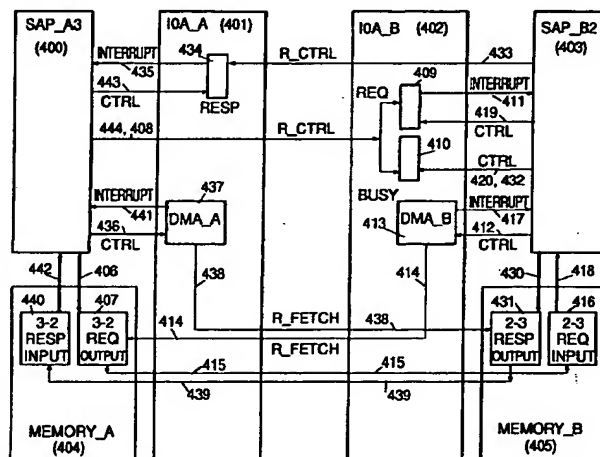 SAP_A3
(400)
IOA_A (401)
IOA_B (402)
SAP_B2
(403)
INTERRUPT
435
434
R_CTRL
433
443
CTRL
RESP
REQ
409
INTERRUPT
411
419
CTRL
444, 408
R_CTRL
410
CTRL
420, 432
INTERRUPT
441
437
BUSY
INTERRUPT
417
436
CTRL
DMA_A
413
DMA_B
412
CTRL
442
406
438
414
430
418
440
407
431
416
3-2
RESP
INPUT
3-2
REQ
OUTPUT
R_FETCH
438
2-3
RESP
OUTPUT
2-3
REQ
INPUT
414
R_FETCH
415
415
439
439
MEMORY_A
(404)
MEMORY_B
(405)